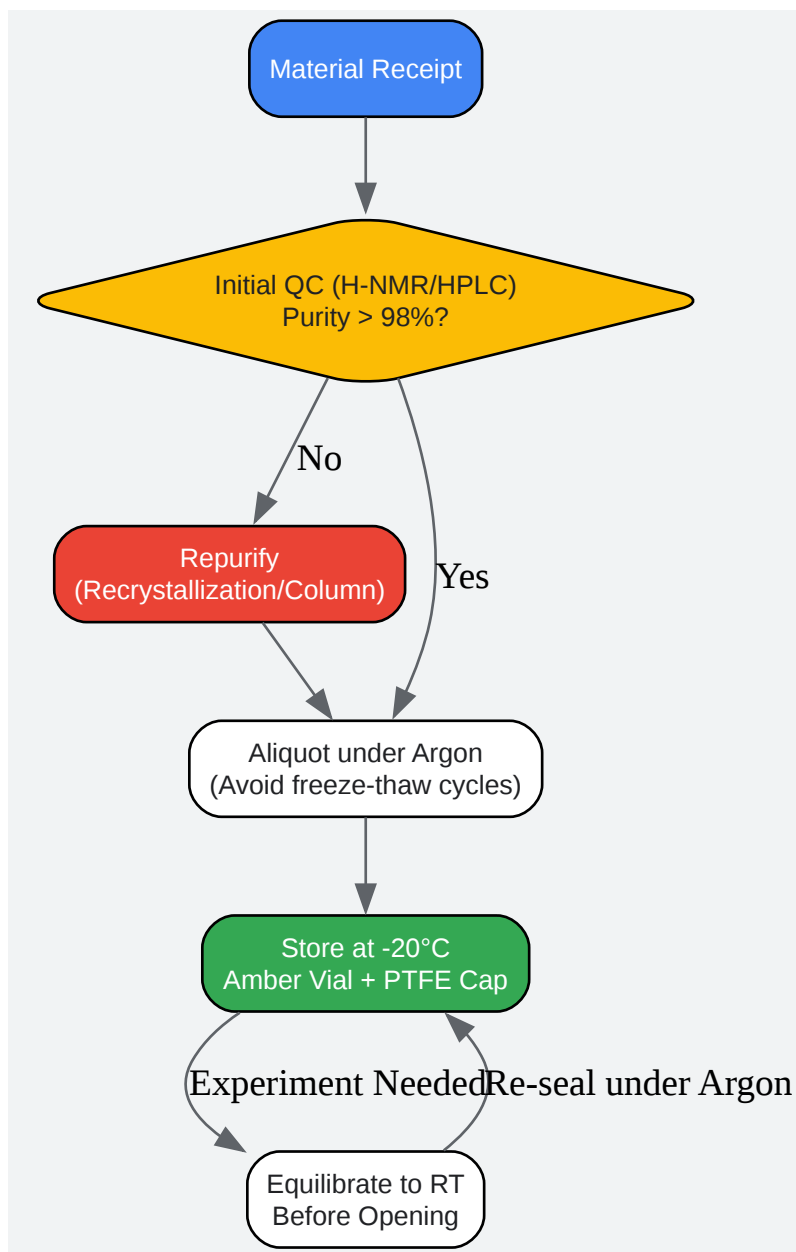 Material Receipt
Initial QC (H-NMR/HPLC)
Purity > 98%?
No
Repurify
(Recrystallization/Column)
Yes
Aliquot under Argon
(Avoid freeze-thaw cycles)
Store at -20°C
Amber Vial + PTFE Cap
Experiment Needed
Re-seal under Argon
Equilibrate to RT
Before Opening